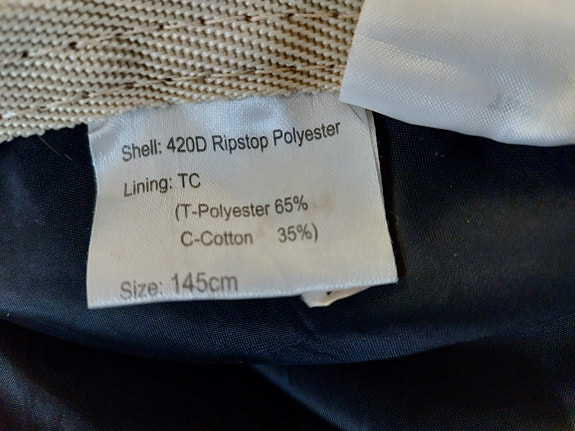 Shell: 420D Ripstop Polyester
Lining: TC
(T-Polyester 65%
C-Cotton 35%)
Size: 145cm